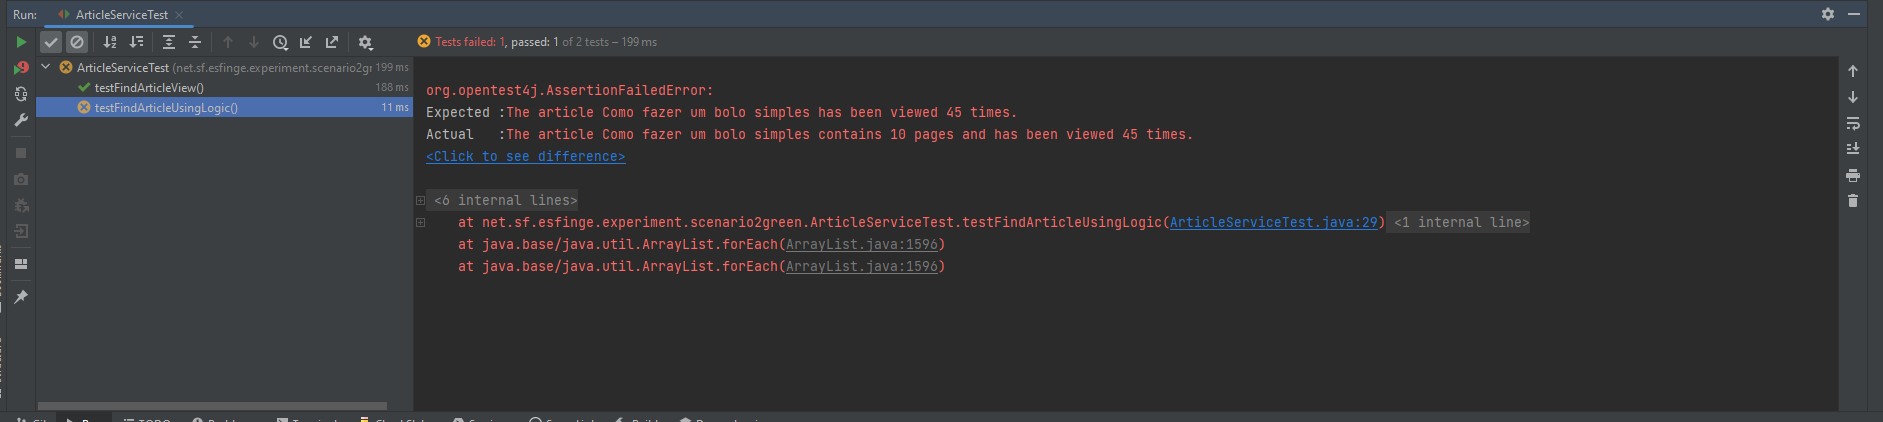 Run: ArticleServiceTest
Tests failed: 1, passed: 1 of 2 tests – 199 ms
ArticleServiceTest (net.sf.esfinge.experiment.scenario2gr 199 ms
testFindArticleView() 188 ms
testFindArticleUsingLogic() 11 ms
org.opentest4j.AssertionFailedError:
Expected :The article Como fazer um bolo simples has been viewed 45 times.
Actual   :The article Como fazer um bolo simples contains 10 pages and has been viewed 45 times.
<Click to see difference>
<6 internal lines>
at net.sf.esfinge.experiment.scenario2green.ArticleServiceTest.testFindArticleUsingLogic(ArticleServiceTest.java:29) <1 internal line>
at java.base/java.util.ArrayList.forEach(ArrayList.java:1596)
at java.base/java.util.ArrayList.forEach(ArrayList.java:1596)